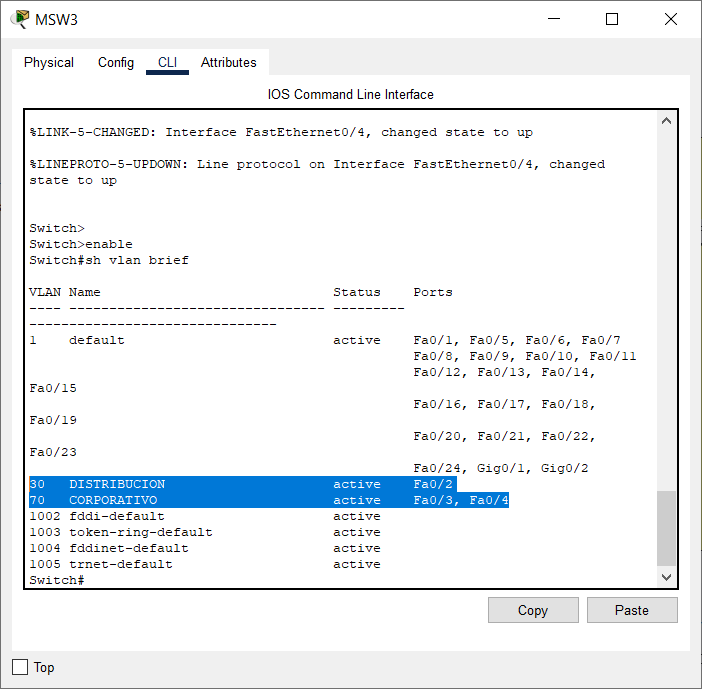 MSW3
Physical Config CLI Attributes
IOS Command Line Interface
%LINK-5-CHANGED: Interface FastEthernet0/4, changed state to up
%LINEPROTO-5-UPDOWN: Line protocol on Interface FastEthernet0/4, changed
state to up
Switch>
Switch>enable
Switch#sh vlan brief
VLAN Name                             Status    Ports
---- -------------------------------- ---------
-------------------------------
1    default                          active    Fa0/1, Fa0/5, Fa0/6, Fa0/7
                                                Fa0/8, Fa0/9, Fa0/10, Fa0/11
                                                Fa0/12, Fa0/13, Fa0/14,
Fa0/15
                                                Fa0/16, Fa0/17, Fa0/18,
Fa0/19
                                                Fa0/20, Fa0/21, Fa0/22,
Fa0/23
                                                Fa0/24, Gig0/1, Gig0/2
30   DISTRIBUCION                     active    Fa0/2
70   CORPORATIVO                      active    Fa0/3, Fa0/4
1002 fddi-default                     active
1003 token-ring-default               active
1004 fddinet-default                  active
1005 trnet-default                    active
Switch#
Copy Paste
Top